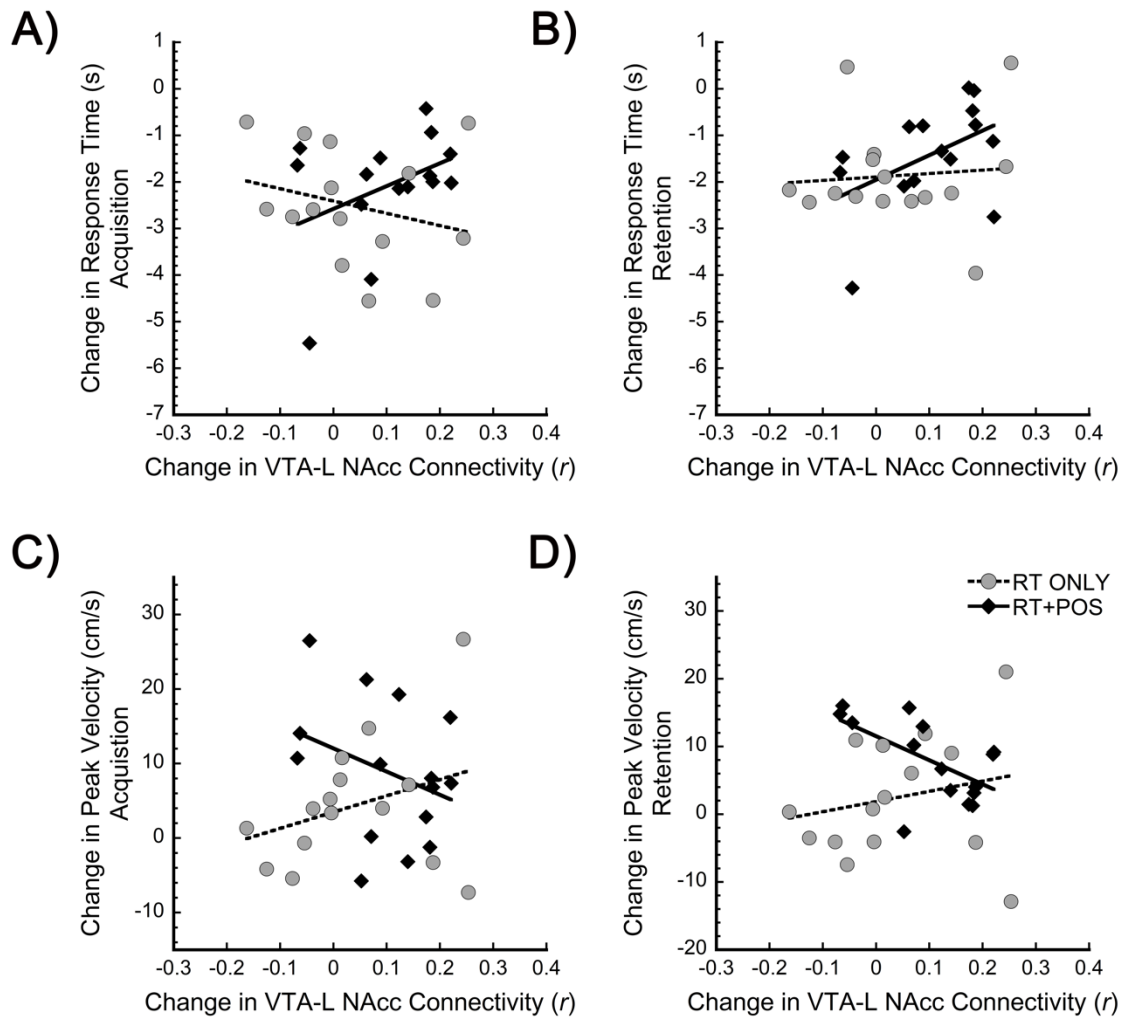 A)
Change in Response Time (s)
Acquisition
1
0
-1
-2
-3
-4
-5
-6
-7
-0.3 -0.2 -0.1 0 0.1 0.2 0.3 0.4
Change in VTA-L NAcc Connectivity (r)
B)
Change in Response Time (s)
Retention
1
0
-1
-2
-3
-4
-5
-6
-7
-0.3 -0.2 -0.1 0 0.1 0.2 0.3 0.4
Change in VTA-L NAcc Connectivity (r)
C)
Change in Peak Velocity (cm/s)
Acquistion
30
20
10
0
-10
-0.3 -0.2 -0.1 0 0.1 0.2 0.3 0.4
Change in VTA-L NAcc Connectivity (r)
D)
Change in Peak Velocity (cm/s)
Retention
30
20
10
0
-10
-20
-0.3 -0.2 -0.1 0 0.1 0.2 0.3 0.4
Change in VTA-L NAcc Connectivity (r)
RT ONLY
RT+POS